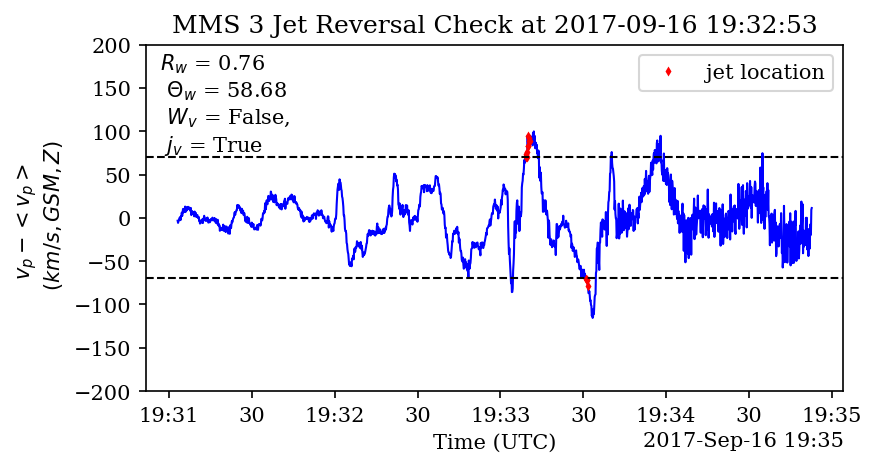 MMS 3 Jet Reversal Check at 2017-09-16 19:32:53
R_w = 0.76
Θ_w = 58.68
W_v = False,
j_v = True
jet location
v_p − < v_p >
(km/s, GSM, Z)
200
150
100
50
0
−50
−100
−150
−200
19:31 30 19:32 30 19:33 30 19:34 30 19:35
Time (UTC)
2017-Sep-16 19:35